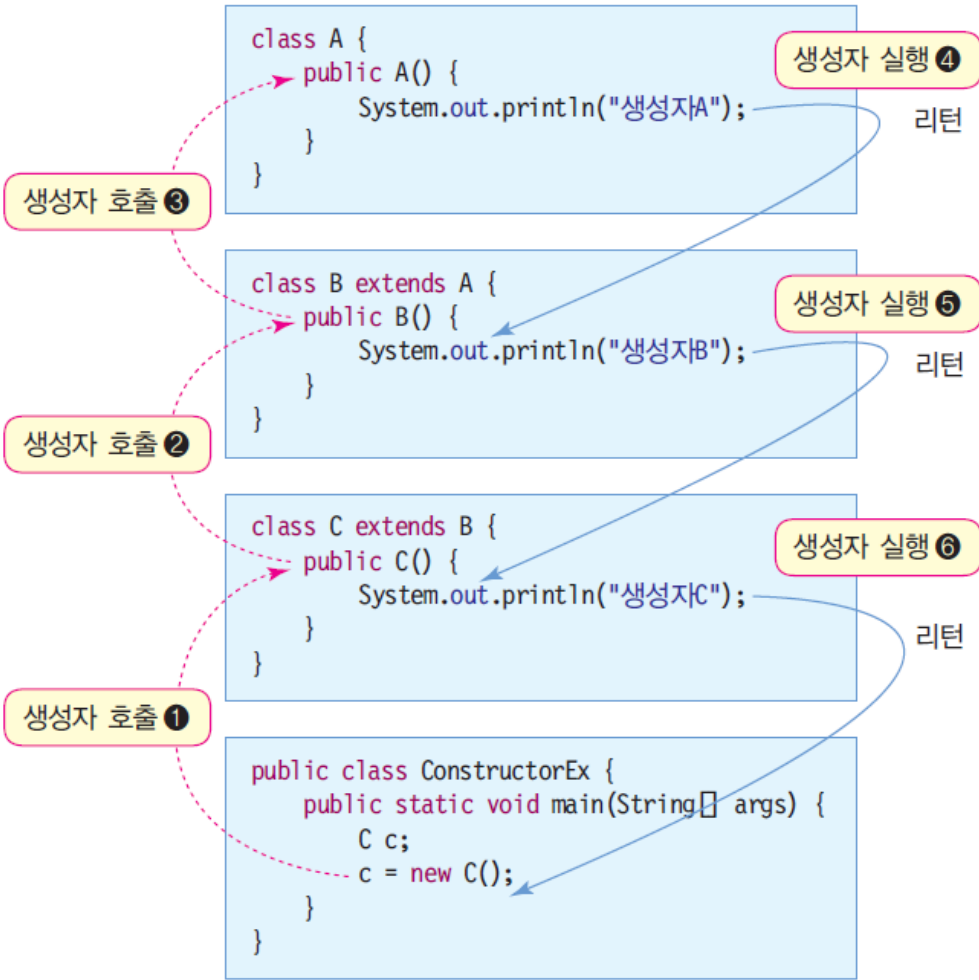 class A {
public A() {
System.out.println("생성자A");
}
}
생성자 실행 ❹
리턴
생성자 호출 ❸
class B extends A {
public B() {
System.out.println("생성자B");
}
}
생성자 실행 ❺
리턴
생성자 호출 ❷
class C extends B {
public C() {
System.out.println("생성자C");
}
}
생성자 실행 ❻
리턴
생성자 호출 ❶
public class ConstructorEx {
public static void main(String[] args) {
C c;
c = new C();
}
}